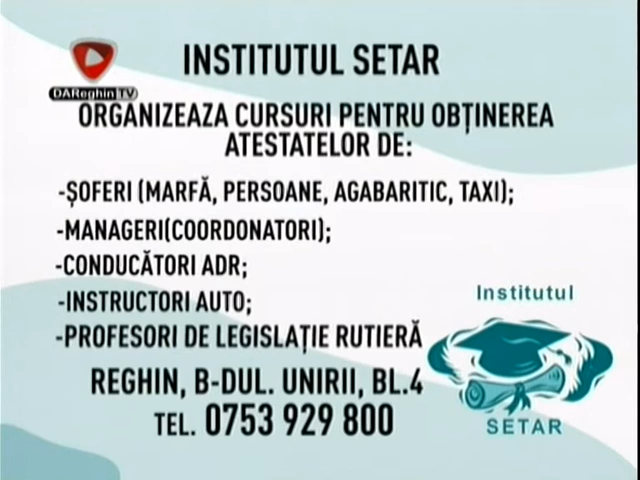 INSTITUTUL SETAR
DAReghin TV
ORGANIZEAZA CURSURI PENTRU OBȚINEREA
ATESTATELOR DE:
-ȘOFERI (MARFĂ, PERSOANE, AGABARITIC, TAXI);
-MANAGERI(COORDONATORI);
-CONDUCĂTORI ADR;
-INSTRUCTORI AUTO;
-PROFESORI DE LEGISLAȚIE RUTIERĂ
REGHIN, B-DUL. UNIRII, BL.4
TEL. 0753 929 800
Institutul
SETAR